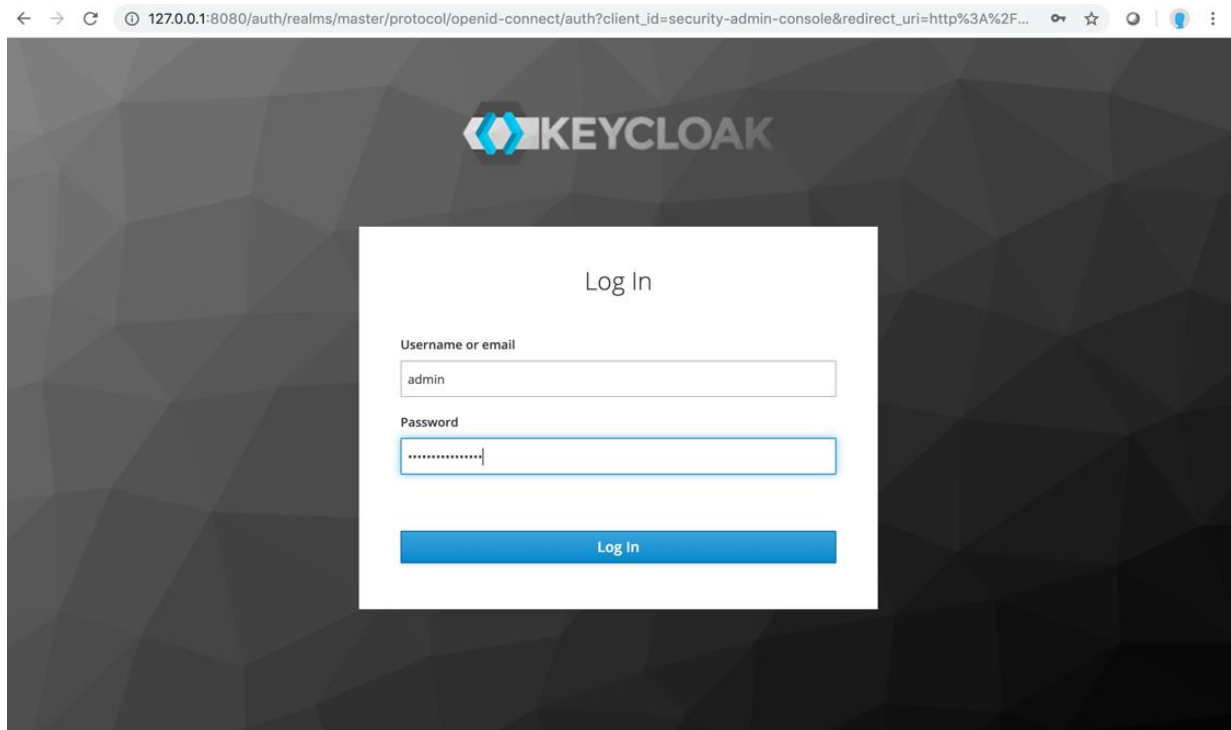 127.0.0.1:8080/auth/realms/master/protocol/openid-connect/auth?client_id=security-admin-console&redirect_uri=http%3A%2F...
KEYCLOAK
Log In
Username or email
admin
Password
••••••••••••••••
Log In